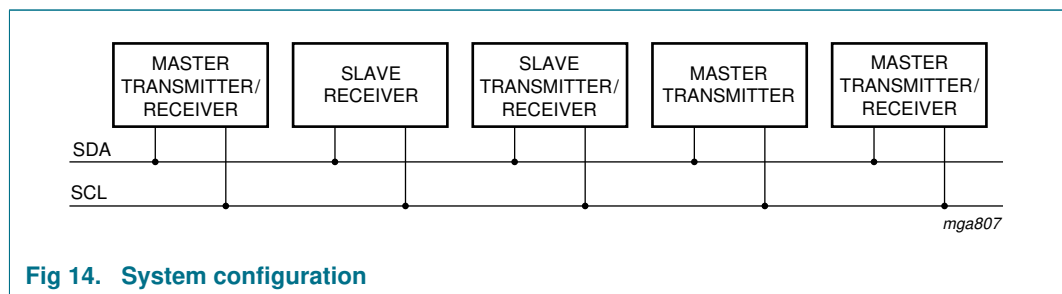 MASTER
TRANSMITTER/
RECEIVER
SLAVE
RECEIVER
SLAVE
TRANSMITTER/
RECEIVER
MASTER
TRANSMITTER
MASTER
TRANSMITTER/
RECEIVER
SDA
SCL
mga807
Fig 14. System configuration